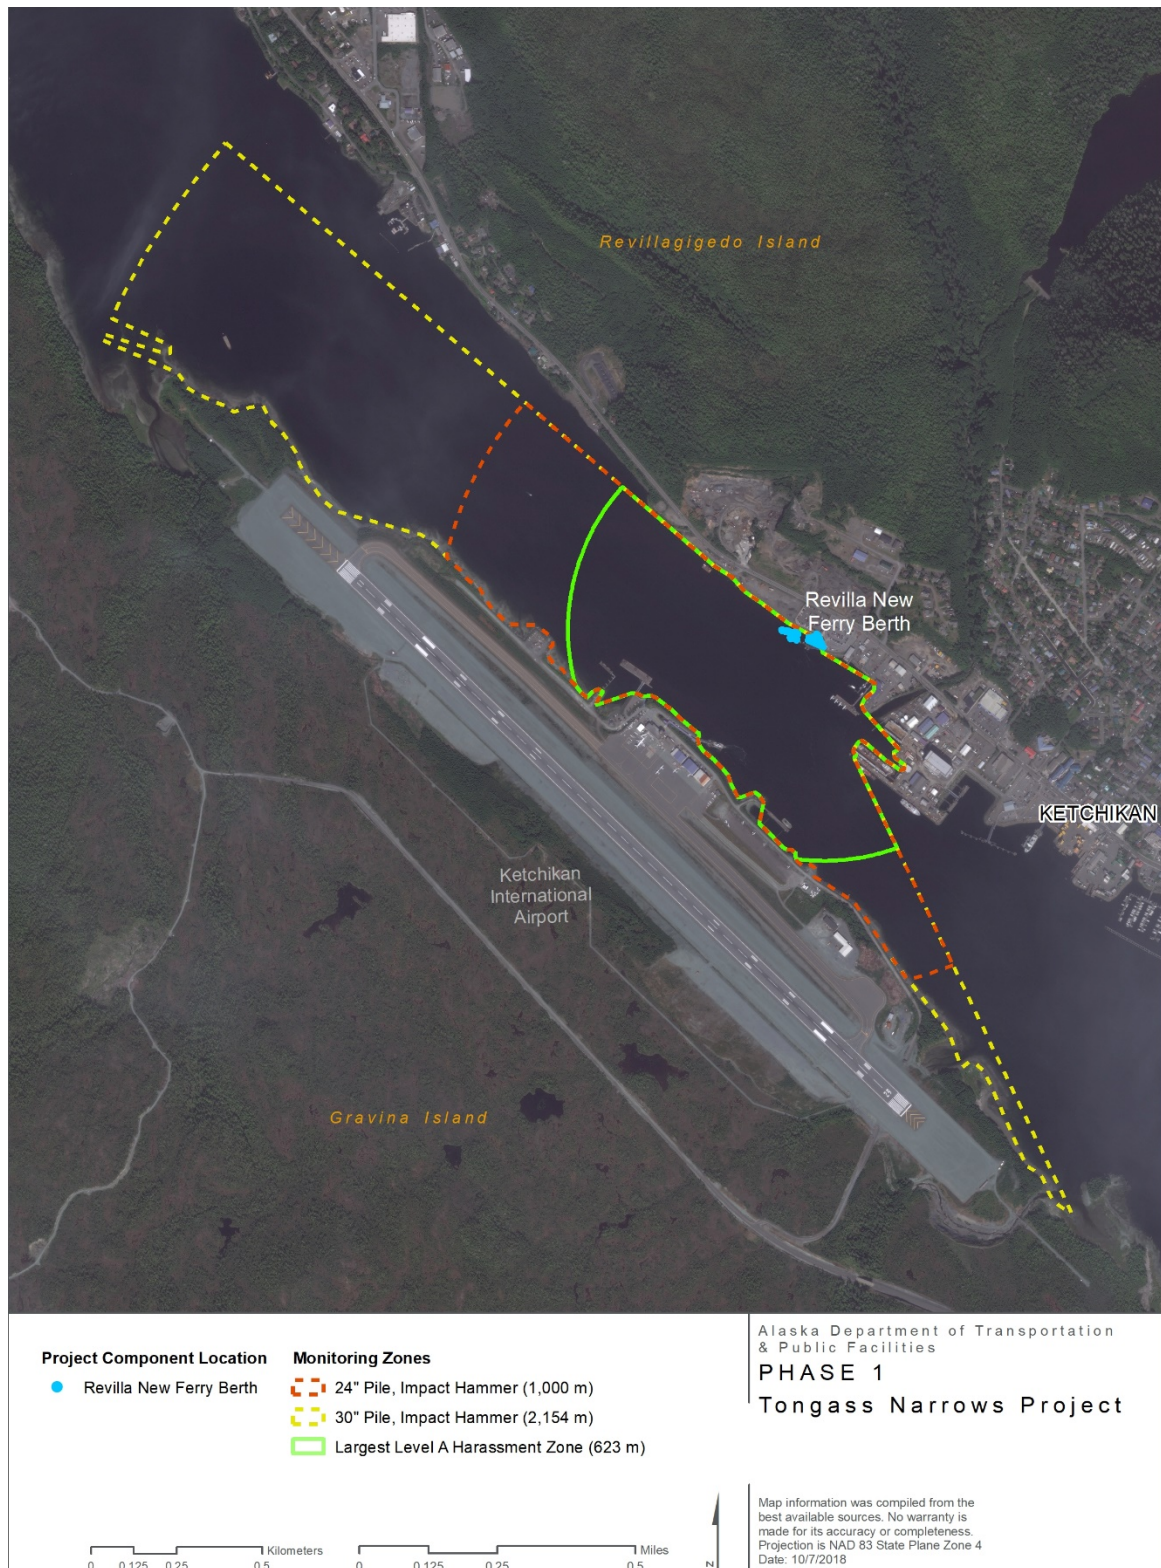 Revillagigedo Island
Revilla New
Ferry Berth
KETCHIKAN
Ketchikan
International
Airport
Gravina Island
Project Component Location
Revilla New Ferry Berth
Monitoring Zones
24" Pile, Impact Hammer (1,000 m)
30" Pile, Impact Hammer (2,154 m)
Largest Level A Harassment Zone (623 m)
Alaska Department of Transportation
& Public Facilities
PHASE 1
Tongass Narrows Project
Kilometers
0 0.125 0.25 0.5
Miles
0 0.125 0.25 0.5
N
Map information was compiled from the
best available sources. No warranty is
made for its accuracy or completeness.
Projection is NAD 83 State Plane Zone 4
Date: 10/7/2018